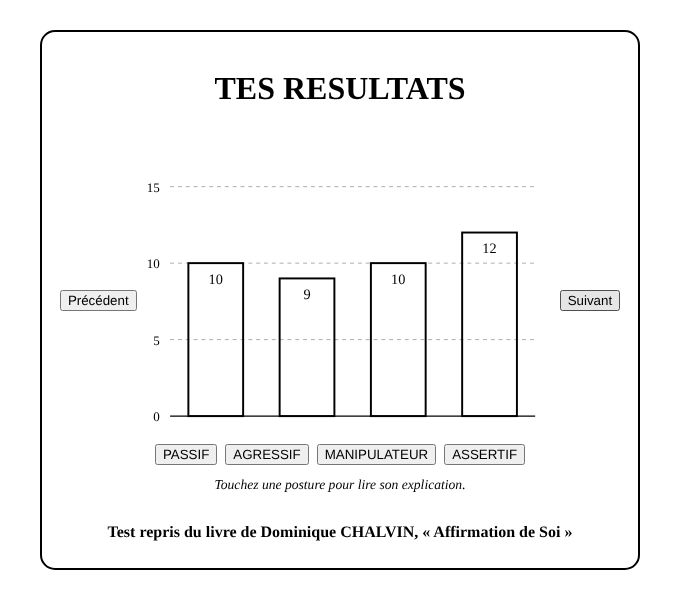 TES RESULTATS
15
10
5
0
10
9
10
12
Précédent
Suivant
PASSIF AGRESSIF MANIPULATEUR ASSERTIF
Touchez une posture pour lire son explication.
Test repris du livre de Dominique CHALVIN, « Affirmation de Soi »